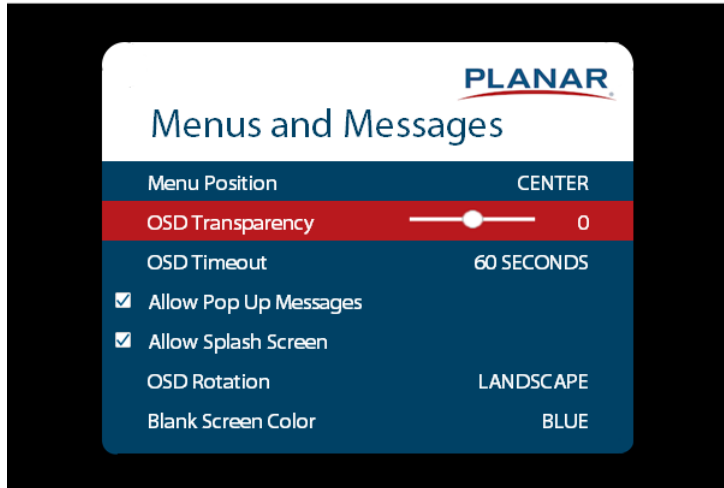 PLANAR
Menus and Messages
Menu Position CENTER
OSD Transparency 0
OSD Timeout 60 SECONDS
Allow Pop Up Messages
Allow Splash Screen
OSD Rotation LANDSCAPE
Blank Screen Color BLUE